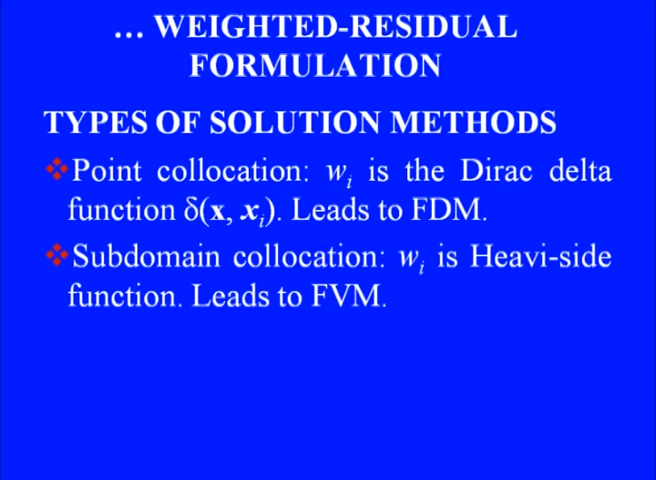 ... WEIGHTED-RESIDUAL
FORMULATION
TYPES OF SOLUTION METHODS
❖Point collocation: wᵢ is the Dirac delta
function δ(x, xᵢ). Leads to FDM.
❖Subdomain collocation: wᵢ is Heavi-side
function. Leads to FVM.